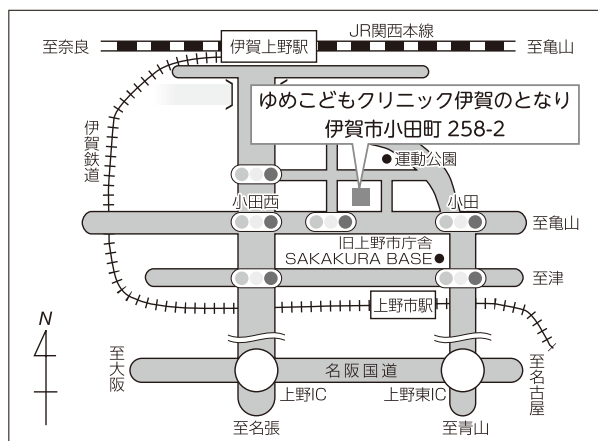 JR関西本線
至奈良
伊賀上野駅
至亀山
ゆめこどもクリニック伊賀のとなり
伊賀市小田町 258-2
伊賀鉄道
運動公園
小田西
小田
至亀山
旧上野市庁舎
SAKAKURA BASE
至津
上野市駅
N
至大阪
名阪国道
至名古屋
上野IC
上野東IC
至名張
至青山